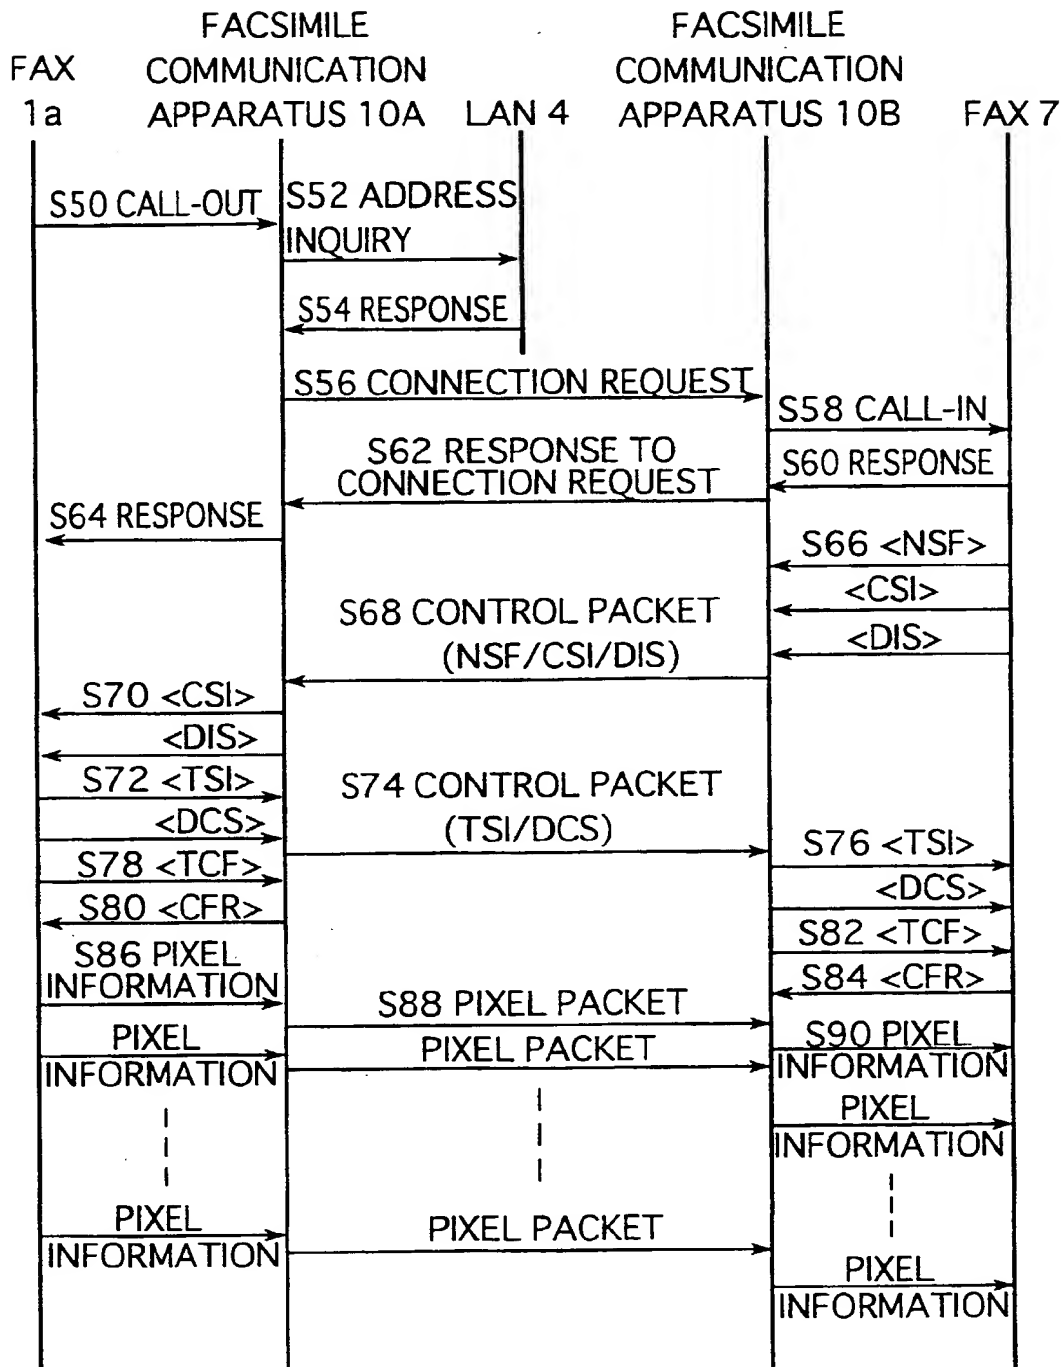 FACSIMILE
COMMUNICATION
APPARATUS 10A
FACSIMILE
COMMUNICATION
APPARATUS 10B
FAX
1a
LAN 4
FAX 7
S50 CALL-OUT
S52 ADDRESS
INQUIRY
S54 RESPONSE
S56 CONNECTION REQUEST
S58 CALL-IN
S60 RESPONSE
S62 RESPONSE TO
CONNECTION REQUEST
S64 RESPONSE
S66 <NSF>
<CSI>
<DIS>
S68 CONTROL PACKET
(NSF/CSI/DIS)
S70 <CSI>
<DIS>
S72 <TSI>
<DCS>
S74 CONTROL PACKET
(TSI/DCS)
S76 <TSI>
<DCS>
S78 <TCF>
S80 <CFR>
S82 <TCF>
S84 <CFR>
S86 PIXEL
INFORMATION
S88 PIXEL PACKET
S90 PIXEL
INFORMATION
PIXEL
INFORMATION
PIXEL PACKET
PIXEL
INFORMATION
PIXEL
INFORMATION
PIXEL PACKET
PIXEL
INFORMATION